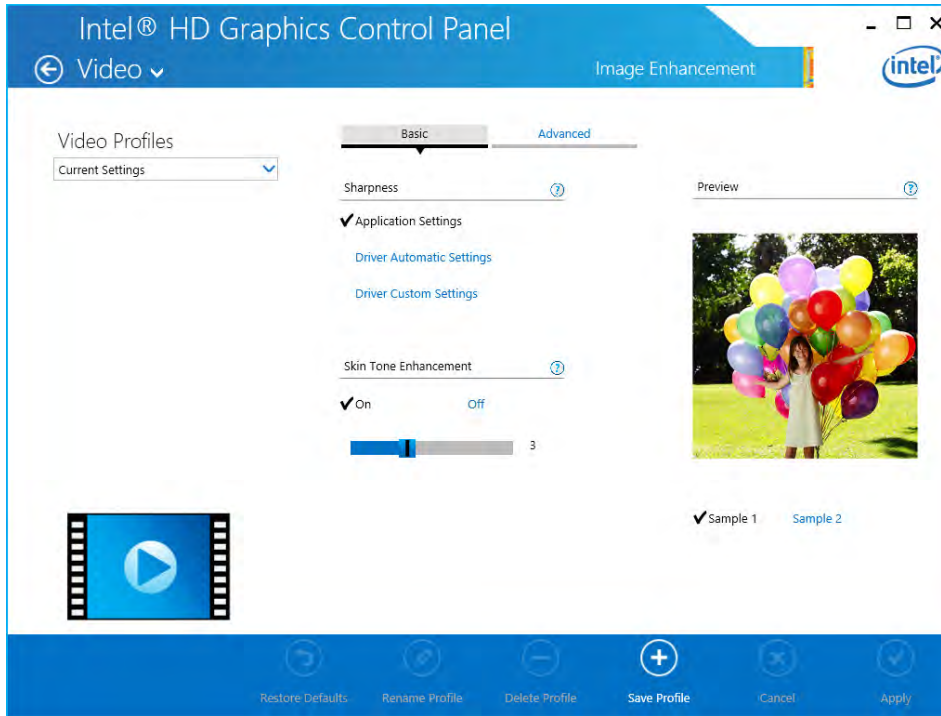 Intel® HD Graphics Control Panel
Video
Image Enhancement
intel
Video Profiles
Current Settings
Basic
Advanced
Sharpness
Application Settings
Driver Automatic Settings
Driver Custom Settings
Skin Tone Enhancement
On
Off
3
Preview
Sample 1
Sample 2
Restore Defaults
Rename Profile
Delete Profile
Save Profile
Cancel
Apply